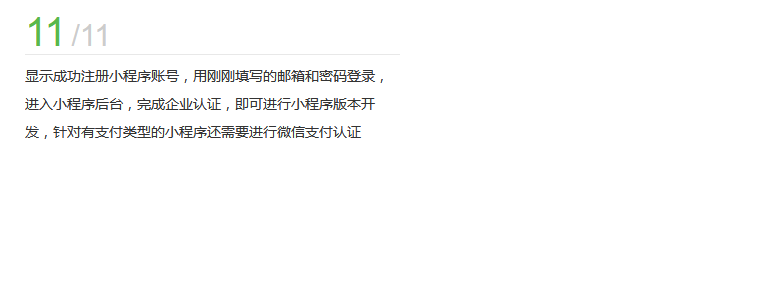 11/11
显示成功注册小程序账号，用刚刚填写的邮箱和密码登录，
进入小程序后台，完成企业认证，即可进行小程序版本开
发，针对有支付类型的小程序还需要进行微信支付认证